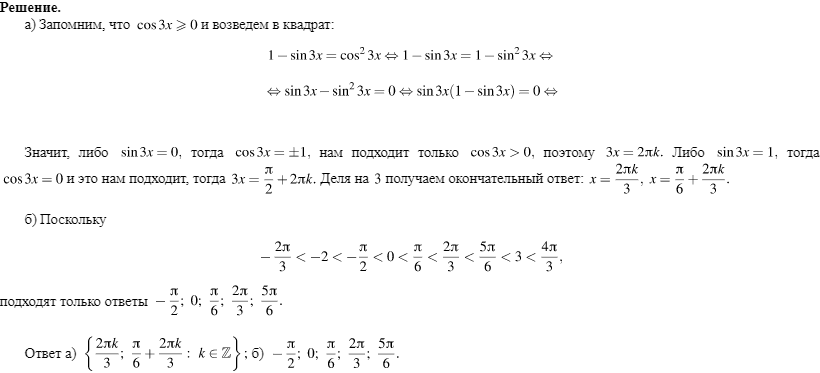 Решение.
а) Запомним, что cos 3x ⩾ 0 и возведем в квадрат:
1 − sin 3x = cos² 3x ⇔ 1 − sin 3x = 1 − sin² 3x ⇔
⇔ sin 3x − sin² 3x = 0 ⇔ sin 3x(1 − sin 3x) = 0 ⇔
Значит, либо sin 3x = 0, тогда cos 3x = ±1, нам подходит только cos 3x > 0, поэтому 3x = 2πk. Либо sin 3x = 1, тогда
cos 3x = 0 и это нам подходит, тогда 3x = π/2 + 2πk. Деля на 3 получаем окончательный ответ: x = 2πk/3, x = π/6 + 2πk/3.
б) Поскольку
−2π/3 < −2 < −π/2 < 0 < π/6 < 2π/3 < 5π/6 < 3 < 4π/3,
подходят только ответы −π/2; 0; π/6; 2π/3; 5π/6.
Ответ а) {2πk/3; π/6 + 2πk/3 : k ∈ ℤ}; б) −π/2; 0; π/6; 2π/3; 5π/6.